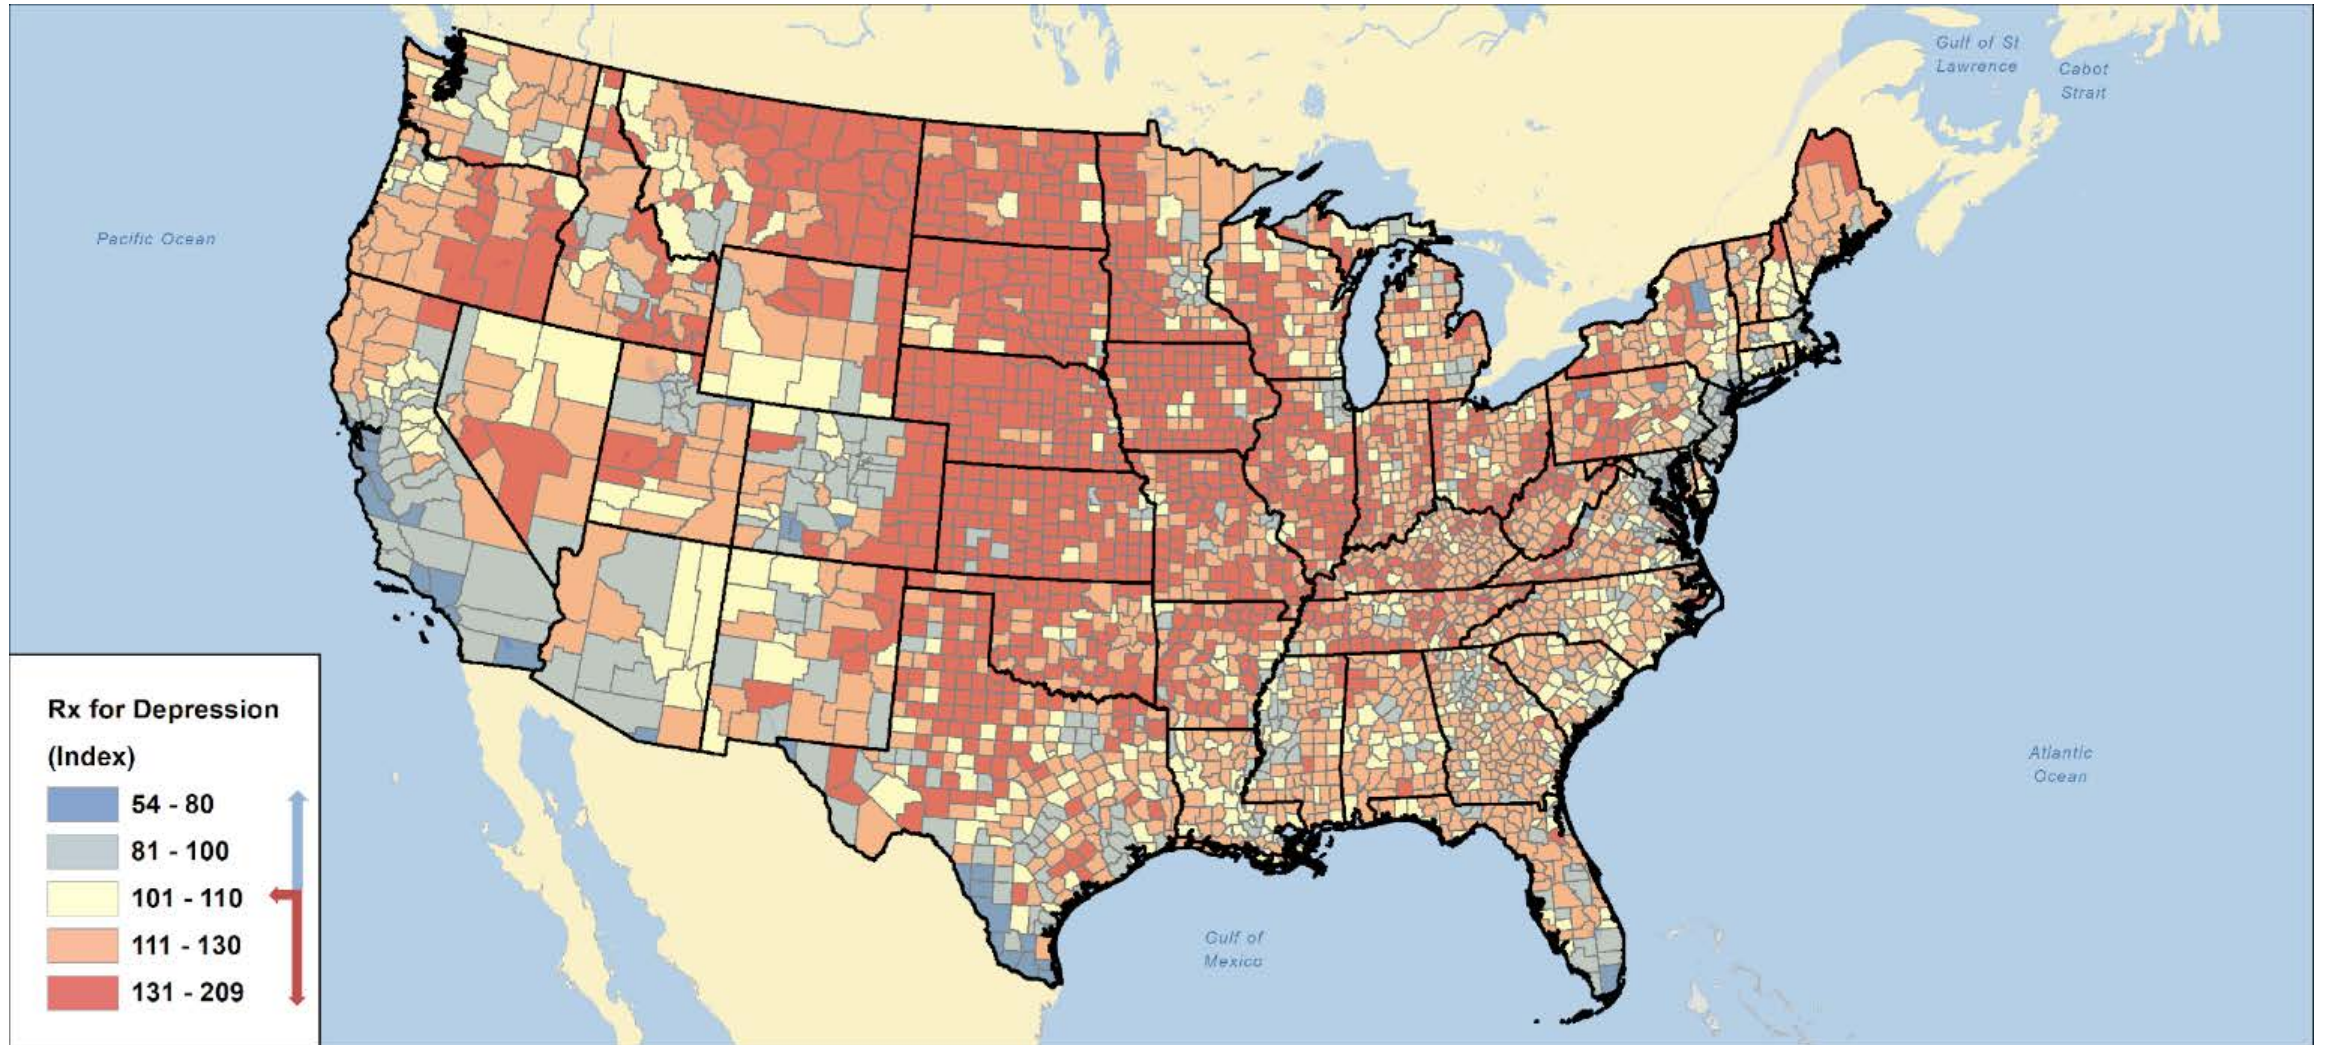 Gulf of St
Lawrence
Cabot
Strait
Pacific Ocean
Atlantic
Ocean
Gulf of
Mexico
Rx for Depression
(Index)
54 - 80
81 - 100
101 - 110
111 - 130
131 - 209